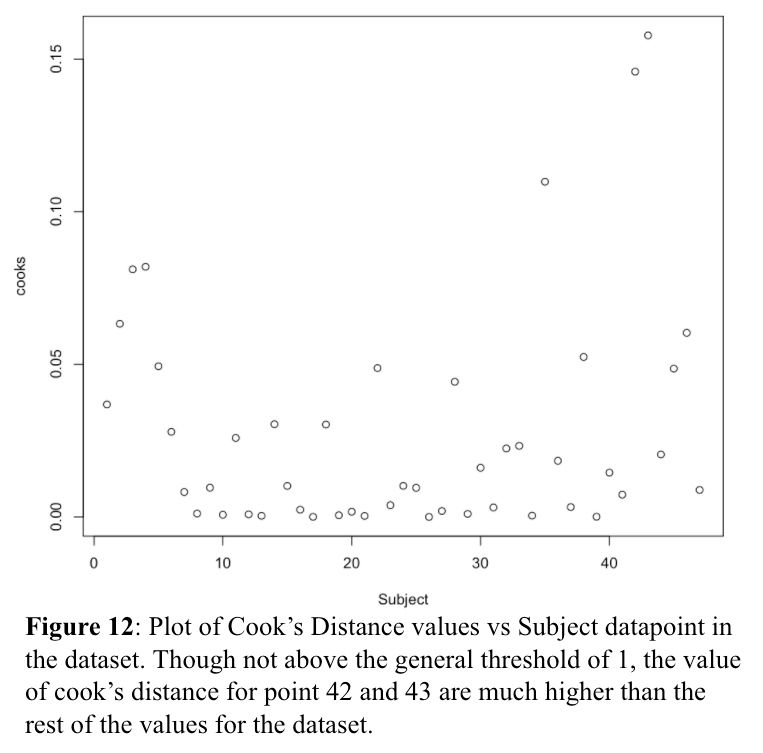 0.15
0.10
cooks
0.05
0.00
0 10 20 30 40
Subject
Figure 12: Plot of Cook’s Distance values vs Subject datapoint in
the dataset. Though not above the general threshold of 1, the value
of cook’s distance for point 42 and 43 are much higher than the
rest of the values for the dataset.